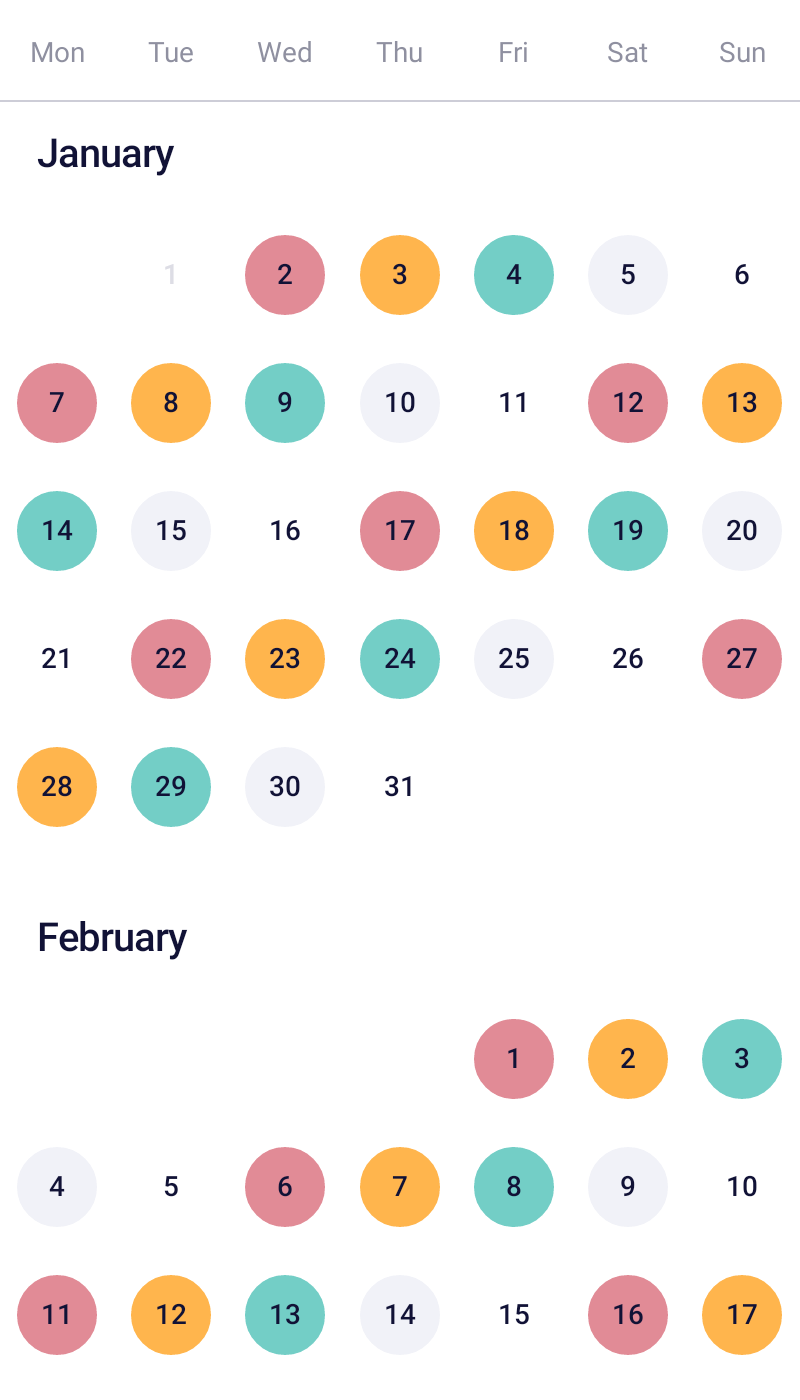 Mon Tue Wed Thu Fri Sat Sun
January
1 2 3 4 5 6
7 8 9 10 11 12 13
14 15 16 17 18 19 20
21 22 23 24 25 26 27
28 29 30 31
February
1 2 3
4 5 6 7 8 9 10
11 12 13 14 15 16 17